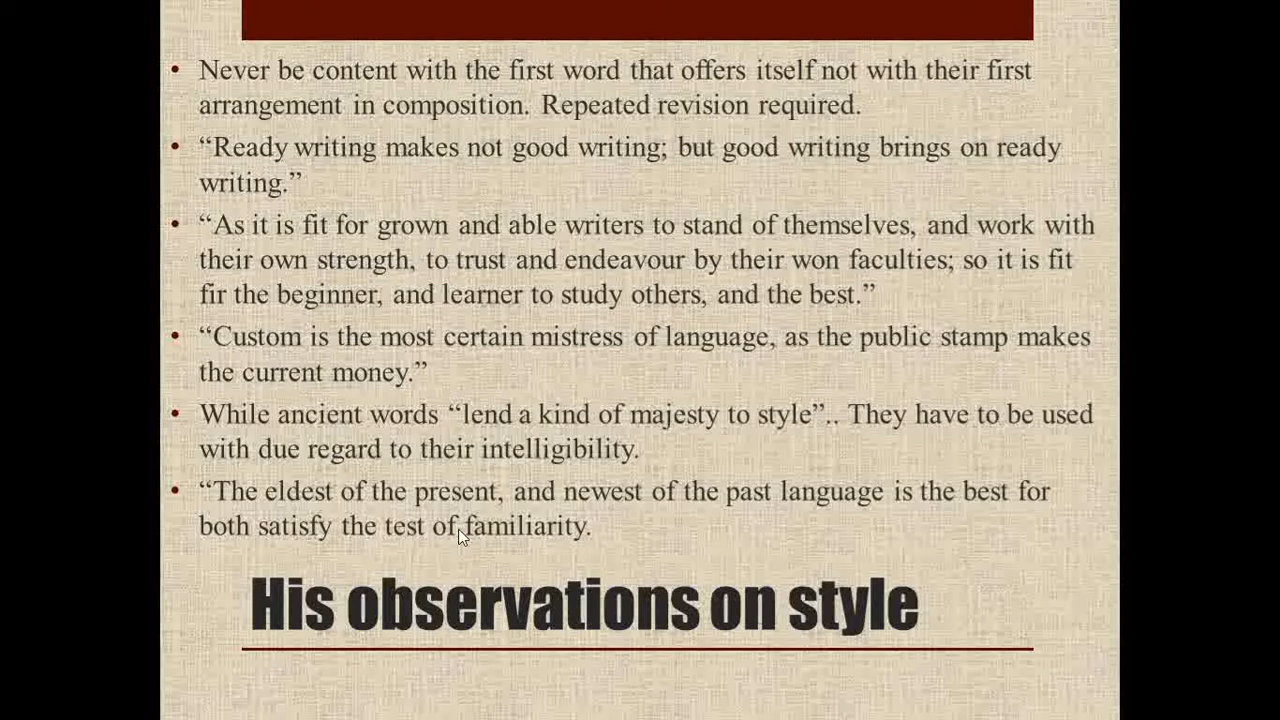 • Never be content with the first word that offers itself not with their first
arrangement in composition. Repeated revision required.
• “Ready writing makes not good writing; but good writing brings on ready
writing.”
• “As it is fit for grown and able writers to stand of themselves, and work with
their own strength, to trust and endeavour by their won faculties; so it is fit
fir the beginner, and learner to study others, and the best.”
• “Custom is the most certain mistress of language, as the public stamp makes
the current money.”
• While ancient words “lend a kind of majesty to style”.. They have to be used
with due regard to their intelligibility.
• “The eldest of the present, and newest of the past language is the best for
both satisfy the test of familiarity.
His observations on style